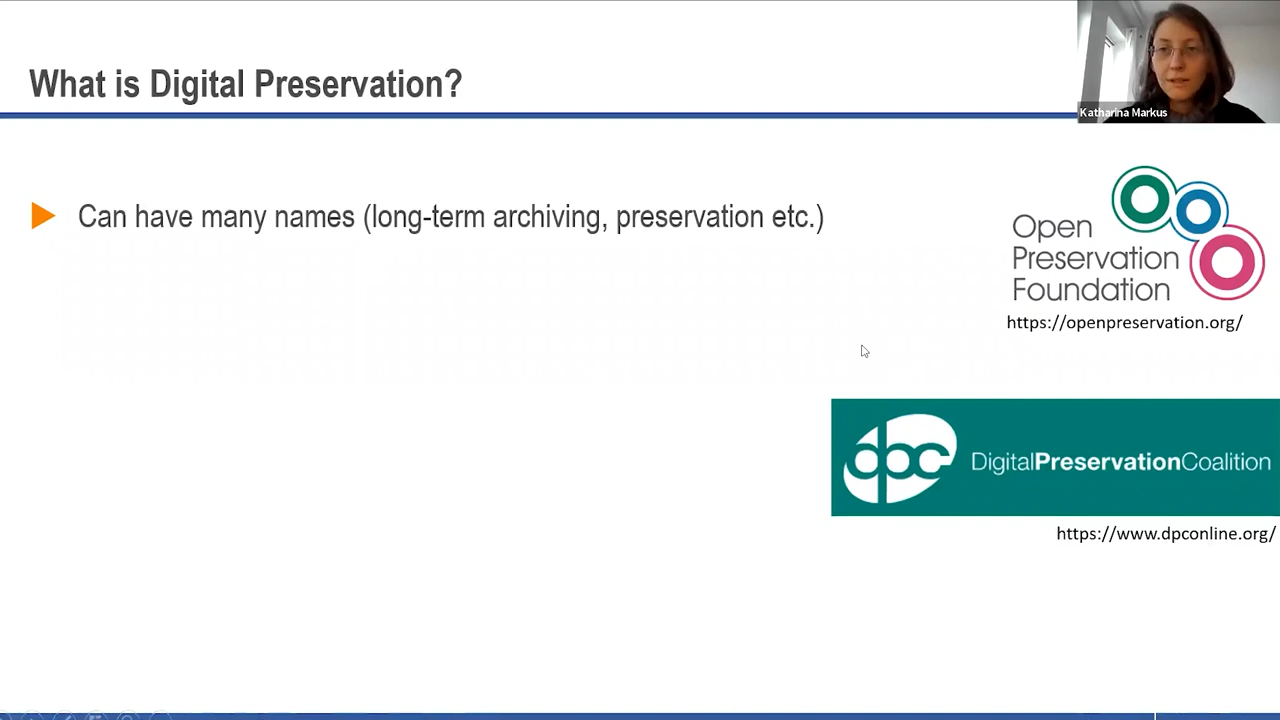 What is Digital Preservation?
Katharina Markus
Can have many names (long-term archiving, preservation etc.)
Open
Preservation
Foundation
https://openpreservation.org/
dpc DigitalPreservationCoalition
https://www.dpconline.org/